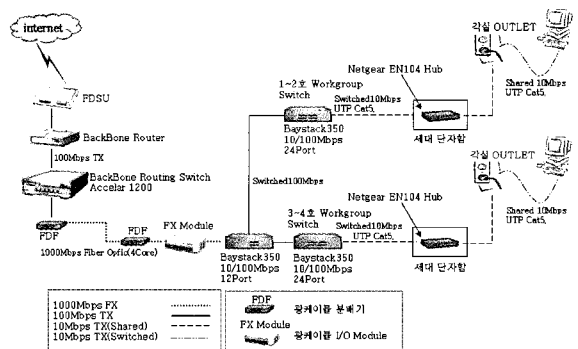 internet
FDSU
BackBone Router
100Mbps TX
BackBone Routing Switch
Accelar 1200
FDF
1000Mbps Fiber Optic(4Core)
FDF
FX Module
Baystack350
10/100Mbps
12Port
Switched100Mbps
1~2호 Workgroup
Switch
Baystack350
10/100Mbps
24Port
Switched10Mbps
UTP Cat5.
Netgear EN104 Hub
세대 단자함
각실 OUTLET
Shared 10Mbps
UTP Cat5.
3~4호 Workgroup
Switch
Baystack350
10/100Mbps
24Port
Switched10Mbps
UTP Cat5.
Netgear EN104 Hub
세대 단자함
각실 OUTLET
Shared 10Mbps
UTP Cat5.
1000Mbps FX
100Mbps TX
10Mbps TX(Shared)
10Mbps TX(Switched)
FDF
광케이블 분배기
FX Module
광케이블 I/O Module